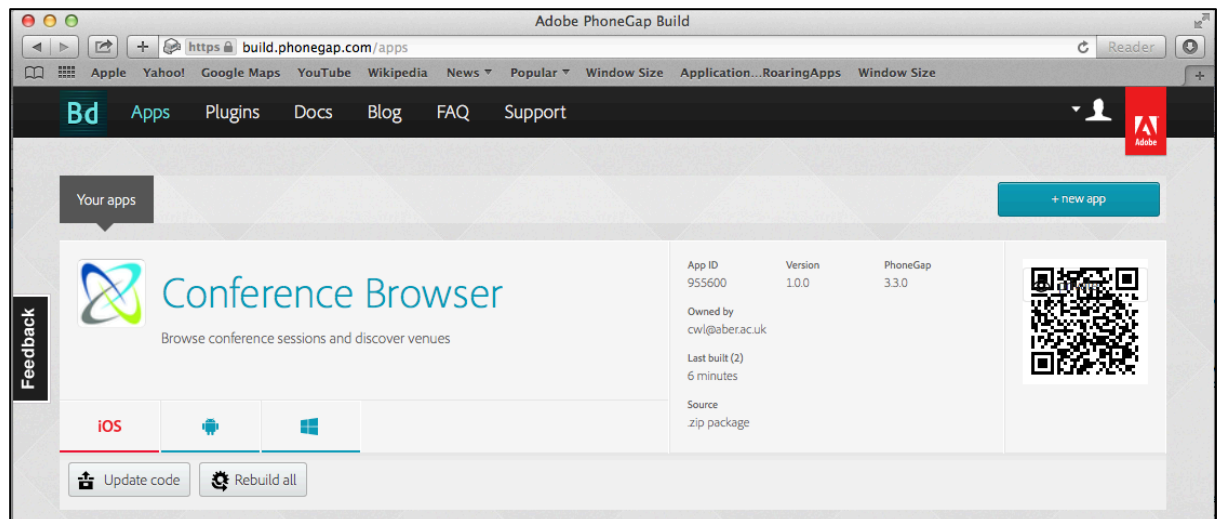 Adobe PhoneGap Build
https build.phonegap.com/apps
Reader
Apple Yahoo! Google Maps YouTube Wikipedia News Popular Window Size Application...RoaringApps Window Size
Bd Apps Plugins Docs Blog FAQ Support
Adobe
Your apps
+ new app
Conference Browser
Browse conference sessions and discover venues
App ID Version PhoneGap
955600 1.0.0 3.3.0
Owned by
cwl@aber.ac.uk
Last built (2)
6 minutes
Source
.zip package
Feedback
iOS
Update code Rebuild all